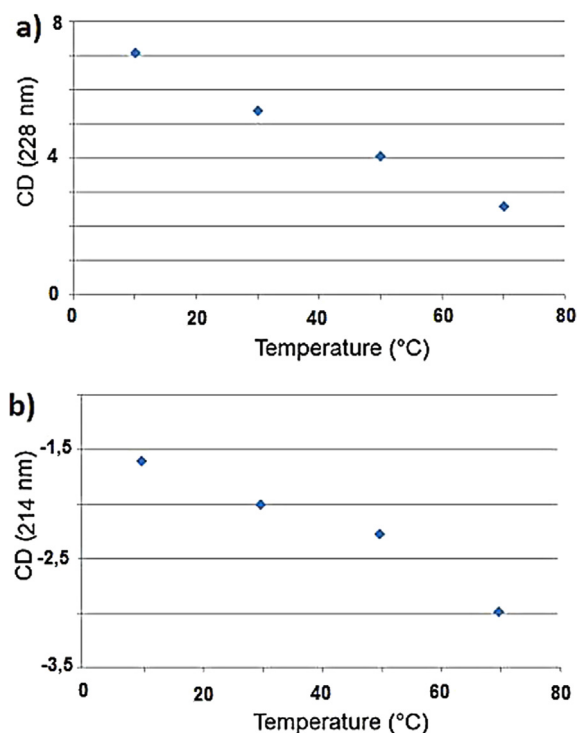 a)
8
4
0
CD (228 nm)
0 20 40 60 80
Temperature (°C)
b)
-1,5
-2,5
-3,5
CD (214 nm)
0 20 40 60 80
Temperature (°C)